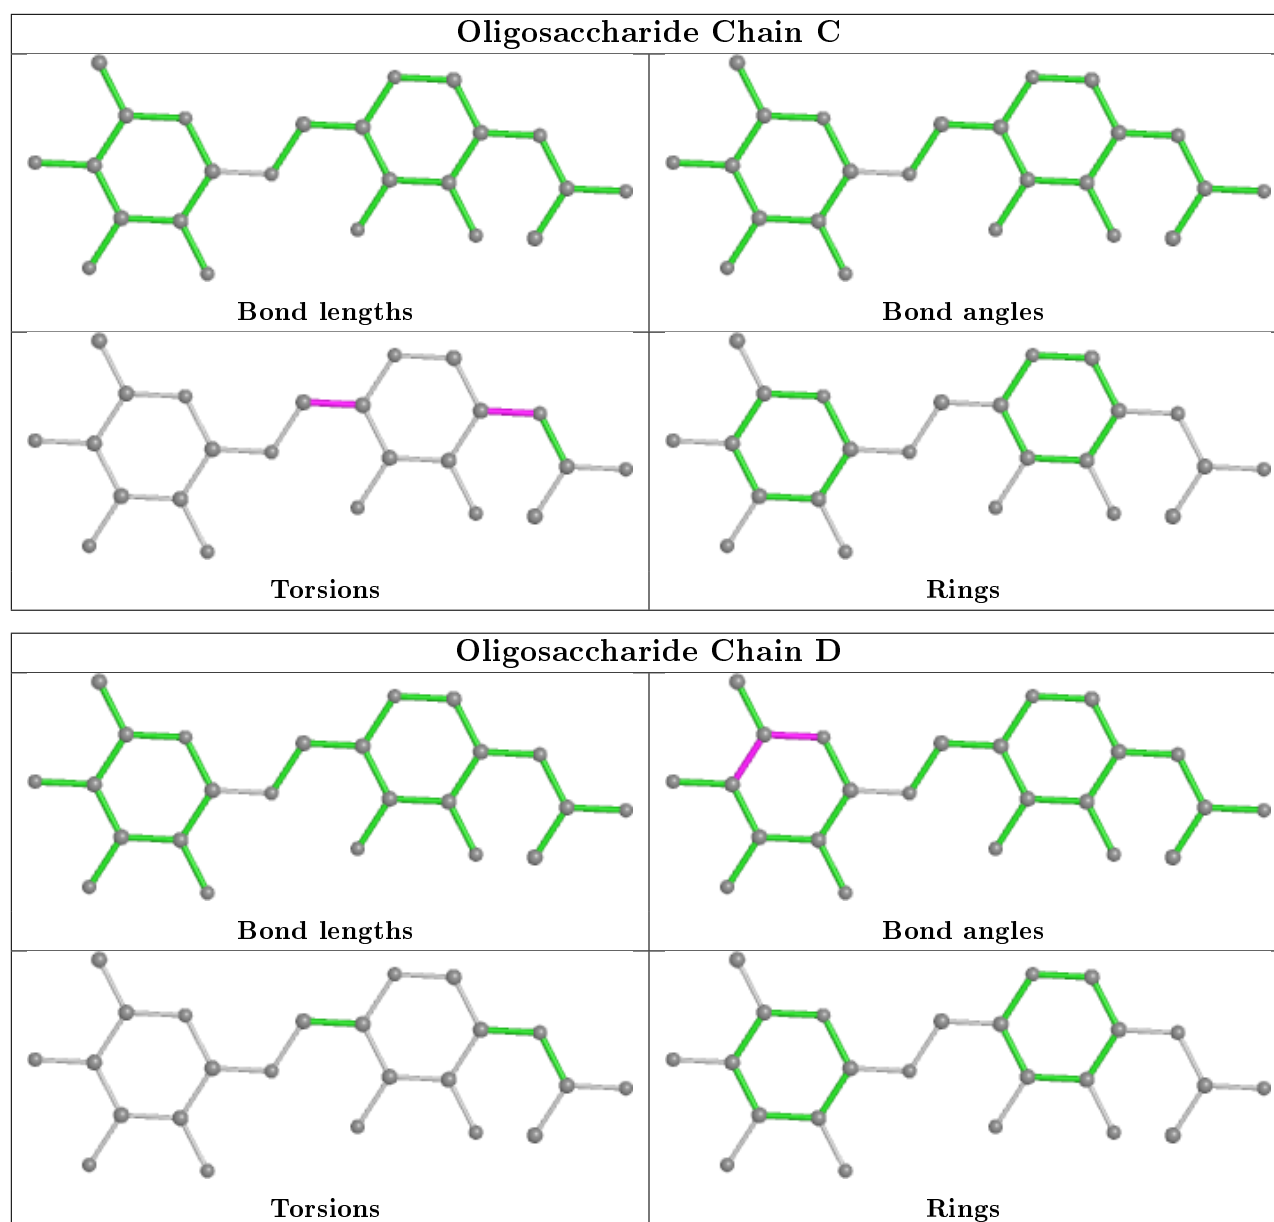 Oligosaccharide Chain C
Bond lengths
Bond angles
Torsions
Rings
Oligosaccharide Chain D
Bond lengths
Bond angles
Torsions
Rings